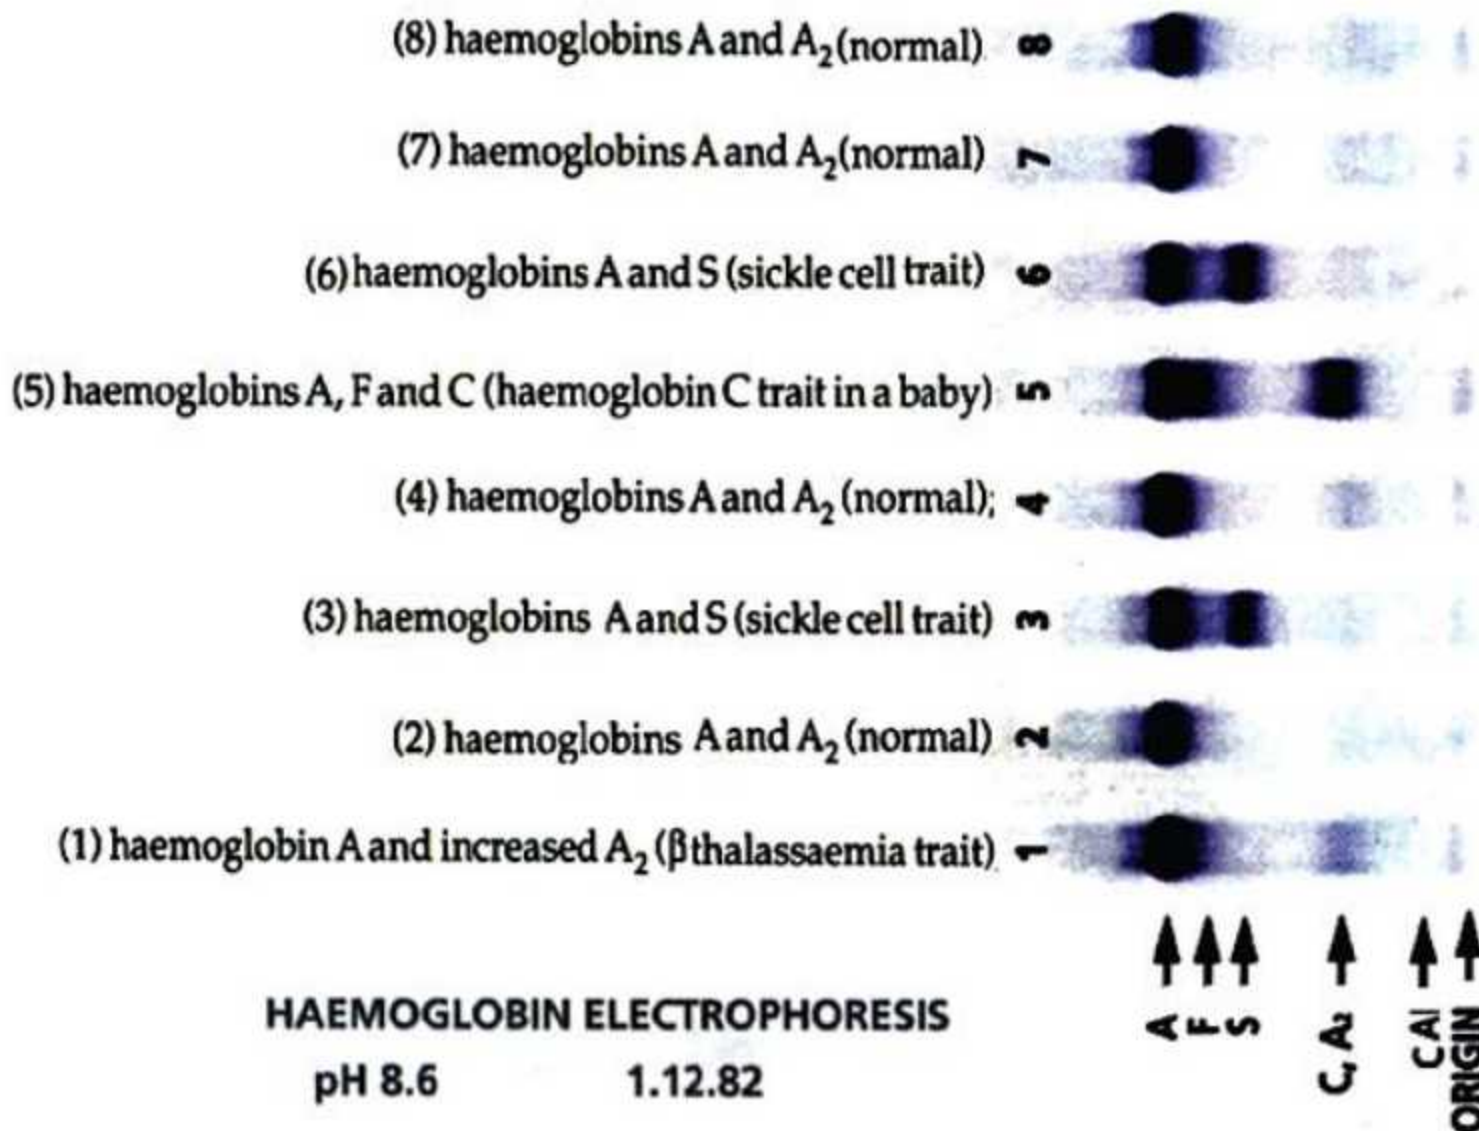 (8) haemoglobins A and A₂ (normal) 8
(7) haemoglobins A and A₂ (normal) 7
(6) haemoglobins A and S (sickle cell trait) 6
(5) haemoglobins A, F and C (haemoglobin C trait in a baby) 5
(4) haemoglobins A and A₂ (normal); 4
(3) haemoglobins A and S (sickle cell trait) 3
(2) haemoglobins A and A₂ (normal) 2
(1) haemoglobin A and increased A₂ (β thalassaemia trait) 1
A F S C, A₂ C A| ORIGIN
HAEMOGLOBIN ELECTROPHORESIS
pH 8.6 1.12.82